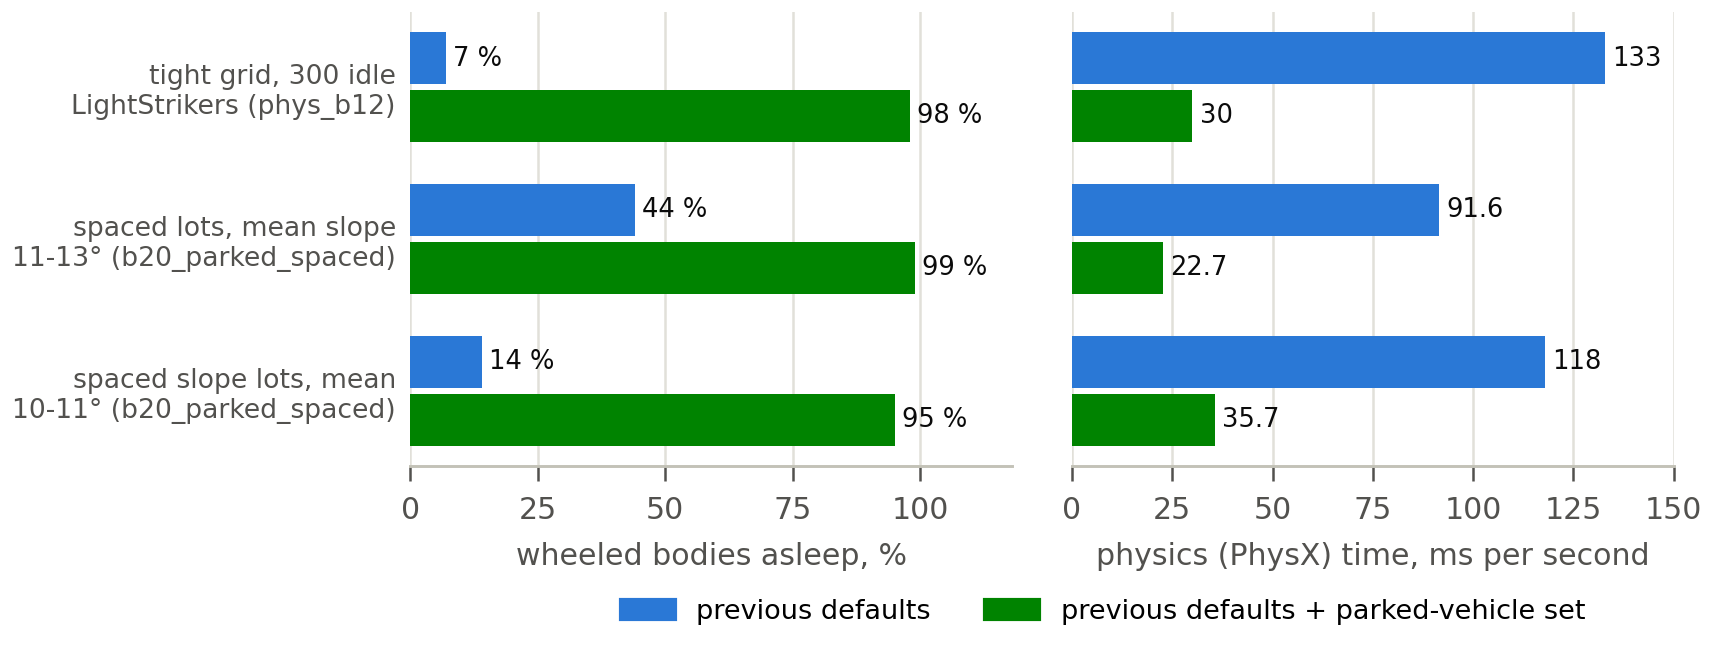 tight grid, 300 idle
LightStrikers (phys_b12)
7 %
98 %
133
30
spaced lots, mean slope
11-13° (b20_parked_spaced)
44 %
99 %
91.6
22.7
spaced slope lots, mean
10-11° (b20_parked_spaced)
14 %
95 %
118
35.7
0 25 50 75 100
0 25 50 75 100 125 150
wheeled bodies asleep, %
physics (PhysX) time, ms per second
previous defaults
previous defaults + parked-vehicle set